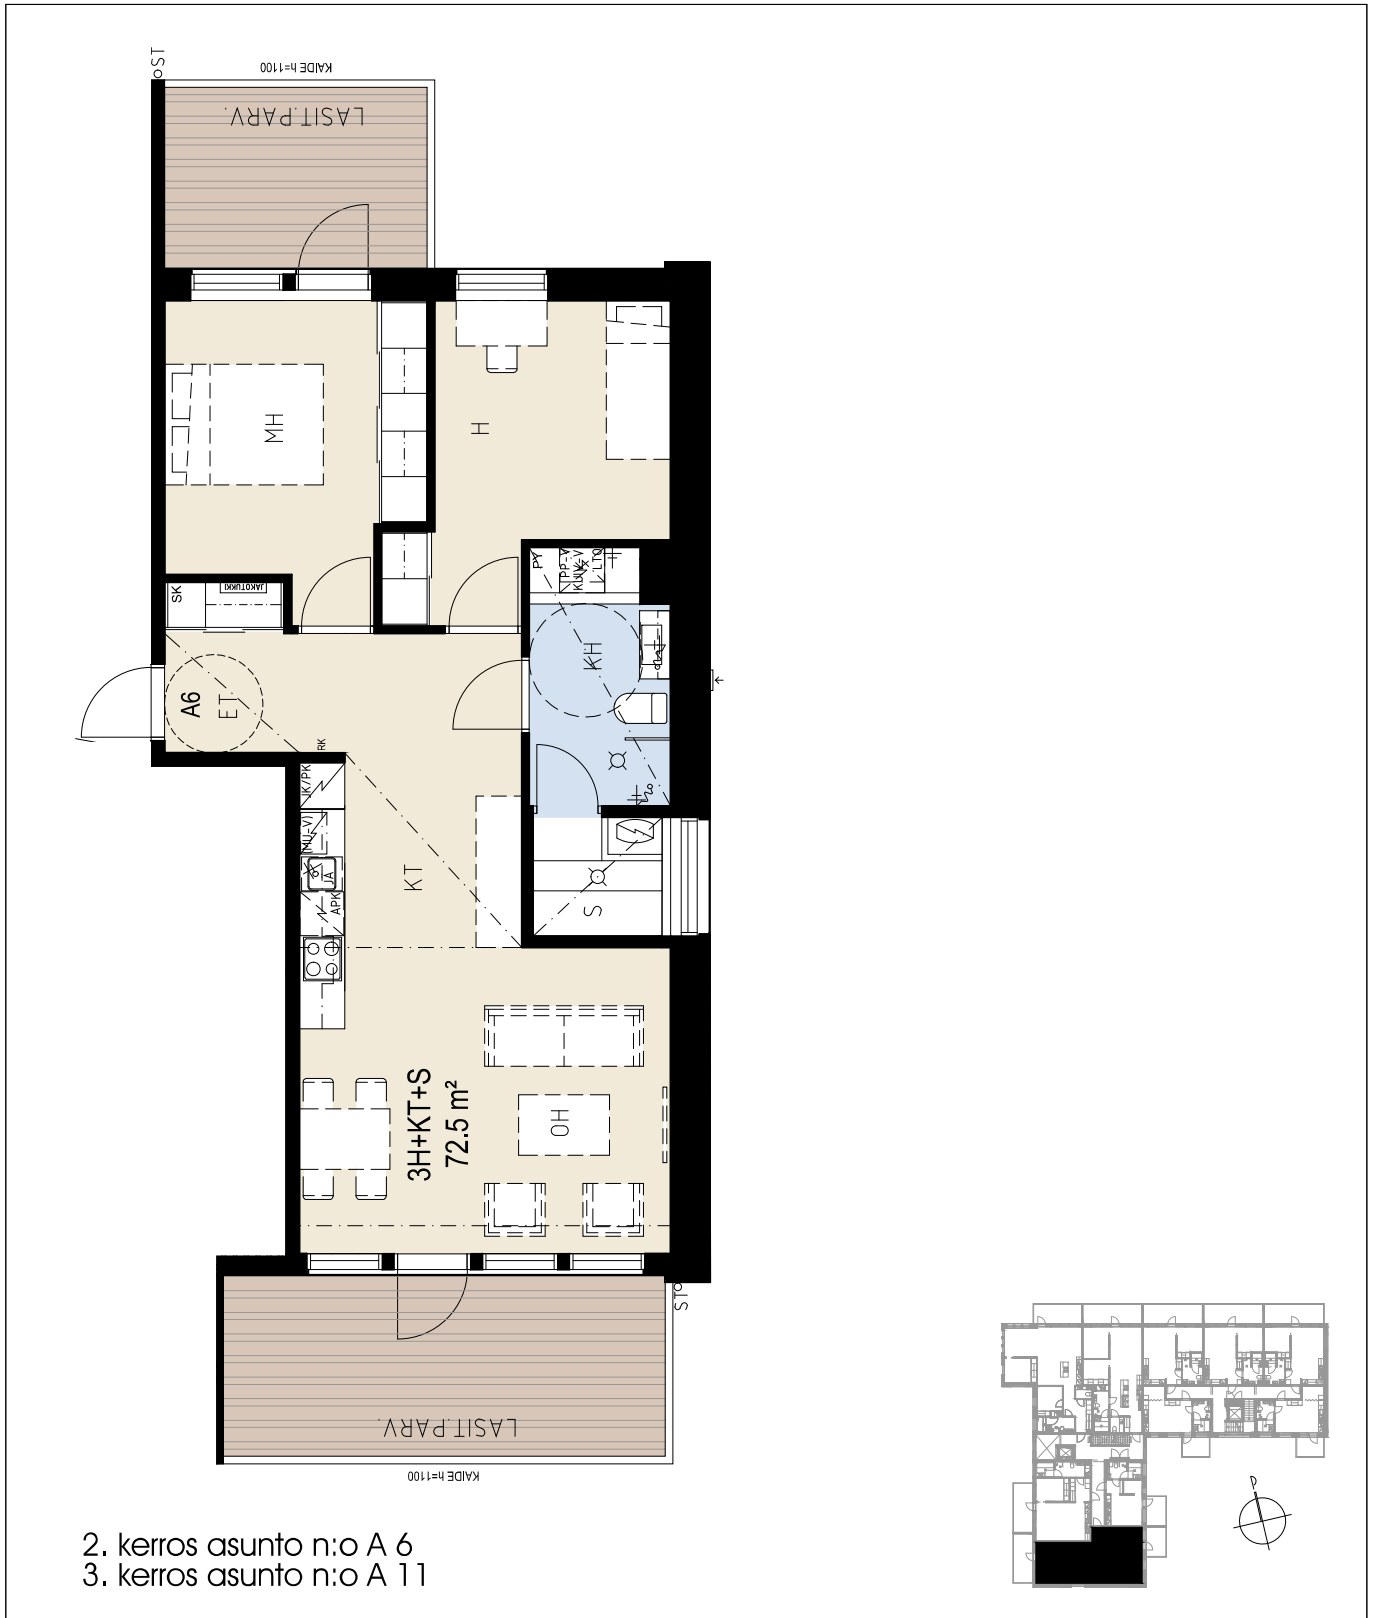 ST
KAIDE h=1100
LASIT.PARV.
MH
H
SK
JAKOTUKKI
PY
PP-V
KUIV-V
LTO
KH
A6
ET
RK
JK/PK
(MU-V)
JA
APK
KT
S
3H+KT+S
72.5 m²
OH
ST
LASIT.PARV.
KAIDE h=1100
P
2. kerros asunto n:o A 6
3. kerros asunto n:o A 11